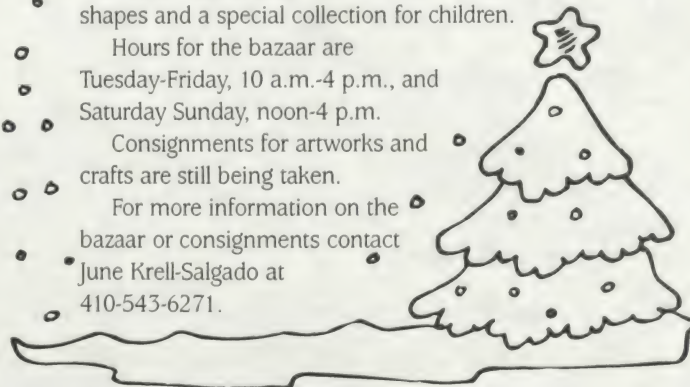 shapes and a special collection for children.
Hours for the bazaar are
Tuesday-Friday, 10 a.m.-4 p.m., and
Saturday Sunday, noon-4 p.m.
Consignments for artworks and
crafts are still being taken.
For more information on the
bazaar or consignments contact
June Krell-Salgado at
410-543-6271.